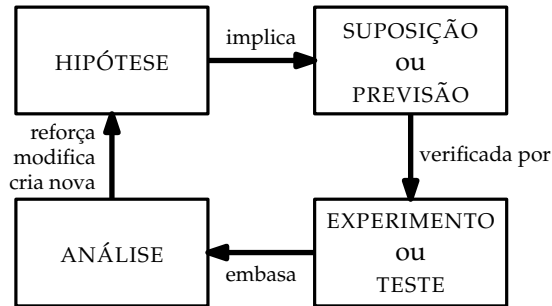 HIPÓTESE
implica
SUPOSIÇÃO
ou
PREVISÃO
verificada por
EXPERIMENTO
ou
TESTE
embasa
ANÁLISE
reforça
modifica
cria nova